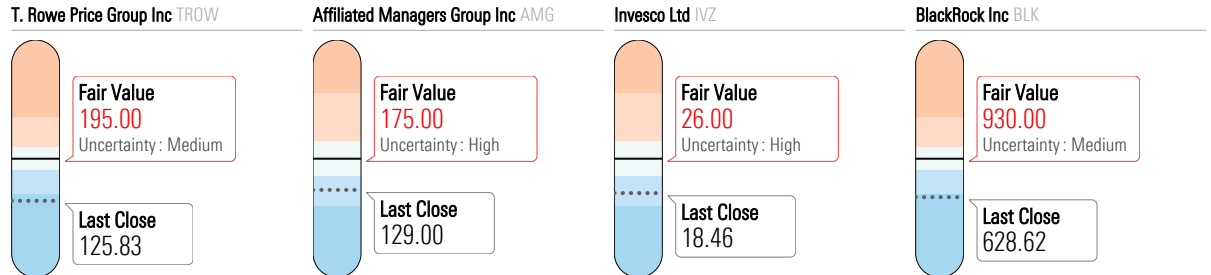 T. Rowe Price Group Inc TROW
Fair Value
195.00
Uncertainty : Medium
Last Close
125.83
Affiliated Managers Group Inc AMG
Fair Value
175.00
Uncertainty : High
Last Close
129.00
Invesco Ltd IVZ
Fair Value
26.00
Uncertainty : High
Last Close
18.46
BlackRock Inc BLK
Fair Value
930.00
Uncertainty : Medium
Last Close
628.62